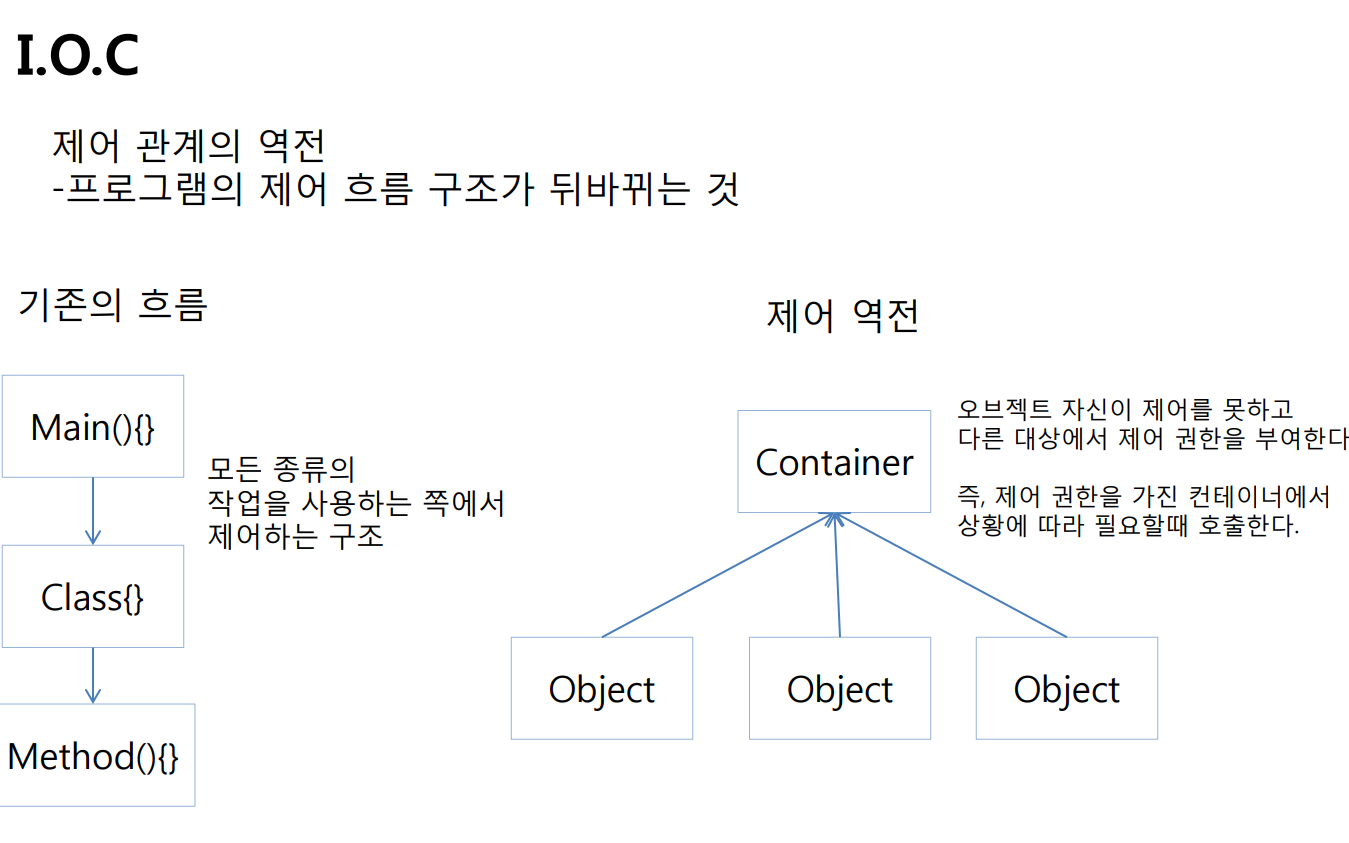 I.O.C
제어 관계의 역전
-프로그램의 제어 흐름 구조가 뒤바뀌는 것
기존의 흐름
Main(){}
모든 종류의
작업을 사용하는 쪽에서
제어하는 구조
Class{}
Method(){}
제어 역전
Container
오브젝트 자신이 제어를 못하고
다른 대상에서 제어 권한을 부여한다
즉, 제어 권한을 가진 컨테이너에서
상황에 따라 필요할때 호출한다.
Object
Object
Object